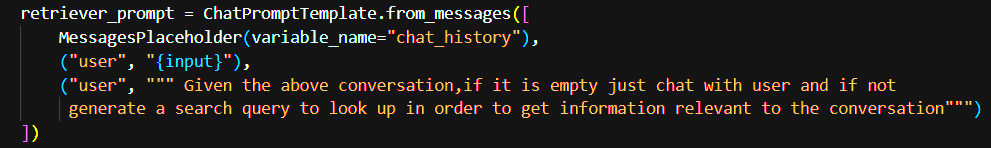 retriever_prompt = ChatPromptTemplate.from_messages([
    MessagesPlaceholder(variable_name="chat_history"),
    ("user", "{input}"),
    ("user", """ Given the above conversation,if it is empty just chat with user and if not
     generate a search query to look up in order to get information relevant to the conversation""")
])